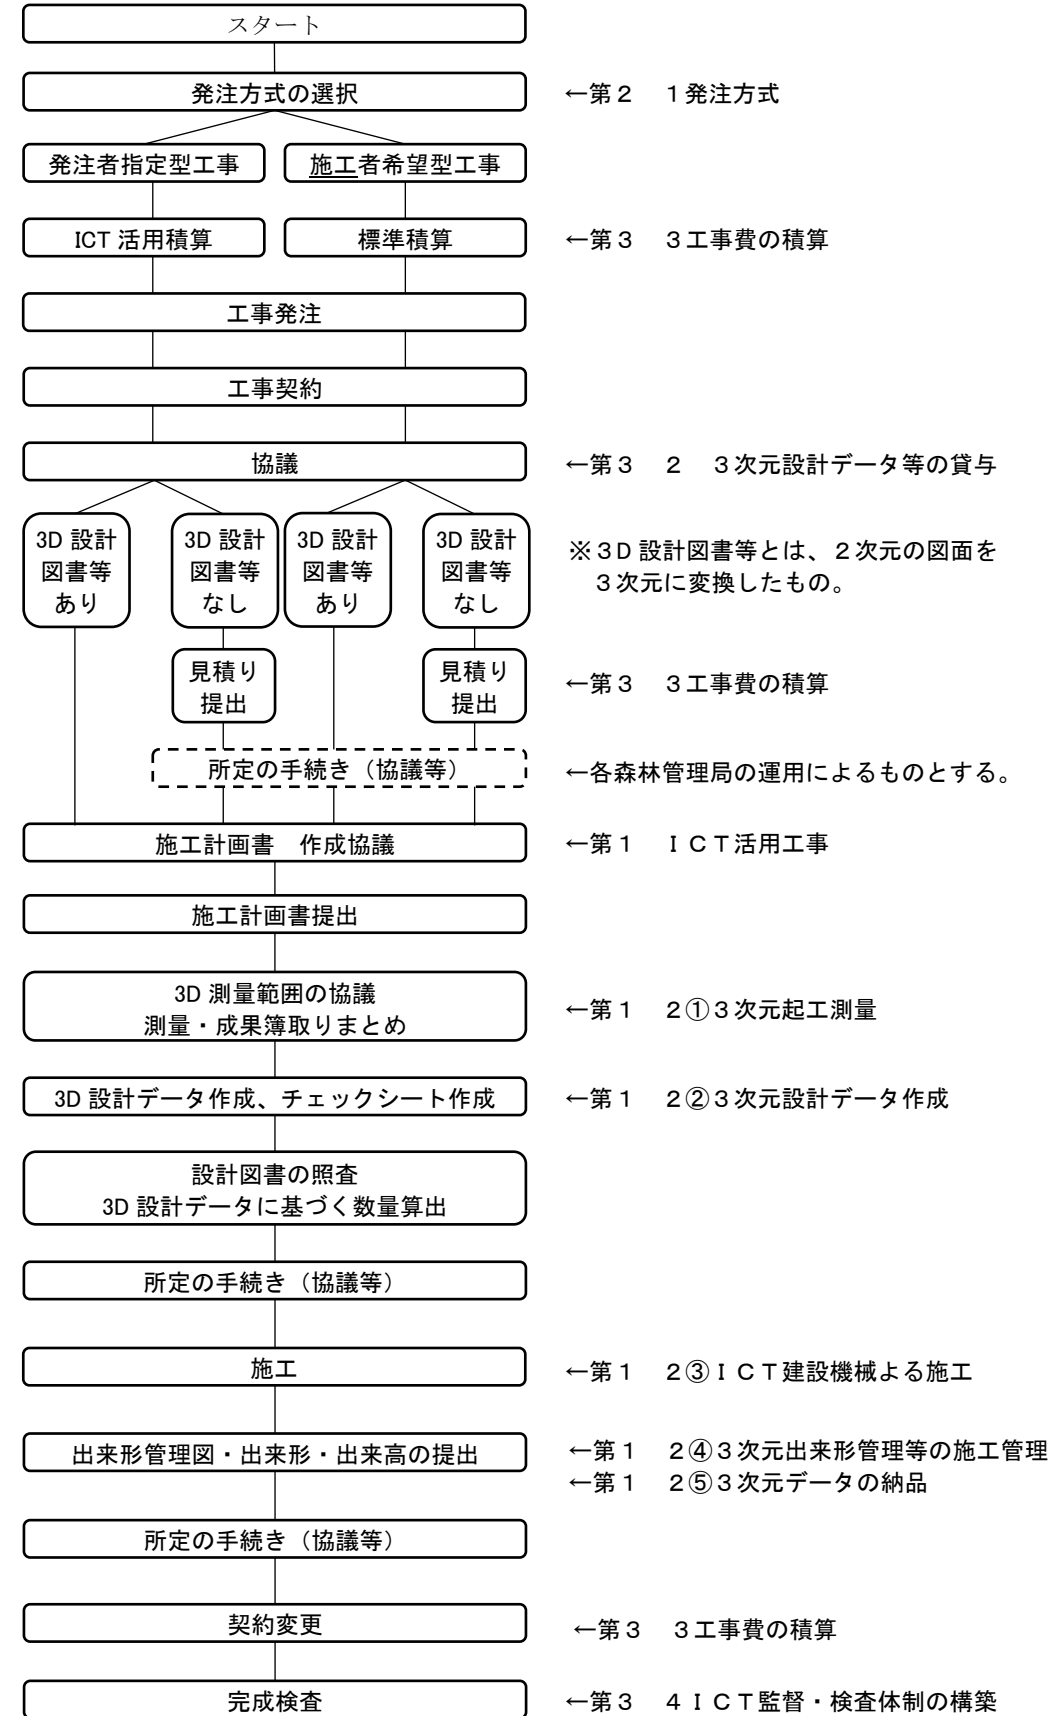 スタート
発注方式の選択
←第２　１発注方式
発注者指定型工事
施工者希望型工事
ICT 活用積算
標準積算
←第３　３工事費の積算
工事発注
工事契約
協議
←第３　２　３次元設計データ等の貸与
3D 設計
図書等
あり
3D 設計
図書等
なし
3D 設計
図書等
あり
3D 設計
図書等
なし
※３D 設計図書等とは、２次元の図面を
３次元に変換したもの。
見積り
提出
見積り
提出
←第３　３工事費の積算
所定の手続き（協議等）
←各森林管理局の運用によるものとする。
施工計画書　作成協議
←第１　ＩＣＴ活用工事
施工計画書提出
3D 測量範囲の協議
測量・成果簿取りまとめ
←第１　２①３次元起工測量
3D 設計データ作成、チェックシート作成
←第１　２②３次元設計データ作成
設計図書の照査
3D 設計データに基づく数量算出
所定の手続き（協議等）
施工
←第１　２③ＩＣＴ建設機械よる施工
出来形管理図・出来形・出来高の提出
←第１　２④３次元出来形管理等の施工管理
←第１　２⑤３次元データの納品
所定の手続き（協議等）
契約変更
←第３　３工事費の積算
完成検査
←第３　４ＩＣＴ監督・検査体制の構築